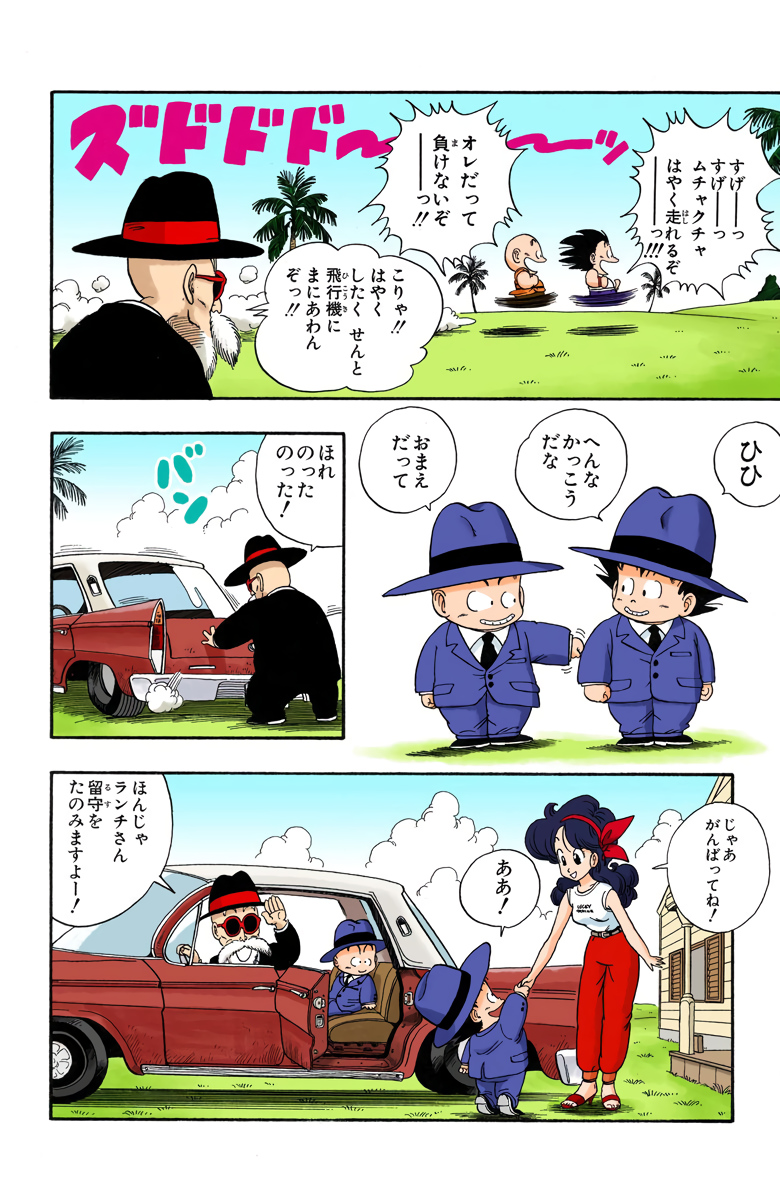 すげーーっ
すげーーっ
ムチャクチャ
はやく走れるぞ
ーーっ!!!
オレだって
負けないぞ
ーーっ!!
ズドドド〜〜ッ
こりゃ!!
はやく
したく せんと
飛行機に
まにあわん
ぞっ!!
ひひ
へんな
かっこう
だな
おまえ
だって
ほれ
のった
のった!
バン
じゃあ
がんばってね!
ああ!
LUCKY
ほんじゃ
ランチさん
留守を
たのみますよー!